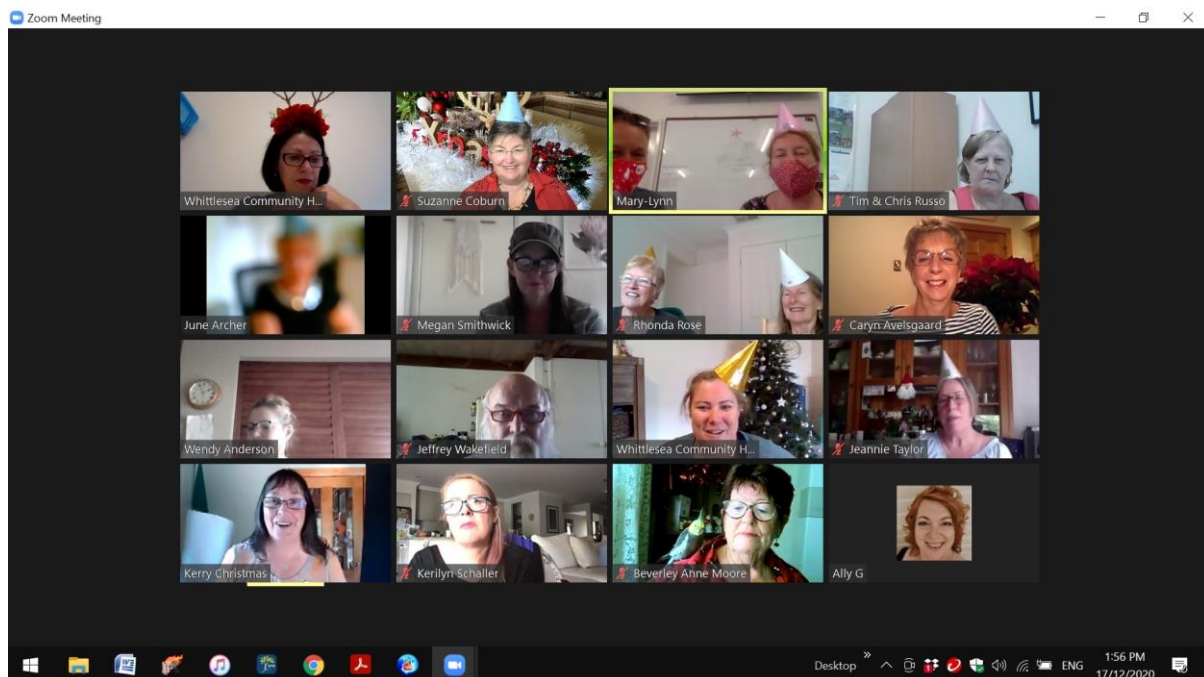 Zoom Meeting
Whittlesea Community H...
Suzanne Coburn
Mary-Lynn
Tim & Chris Russo
June Archer
Megan Smithwick
Rhonda Rose
Caryn Avelsgaard
Wendy Anderson
Jeffrey Wakefield
Whittlesea Community H...
Jeannie Taylor
Kerry Christmas
Kerilyn Schaller
Beverley Anne Moore
Ally G
Desktop
ENG
1:56 PM
17/12/2020